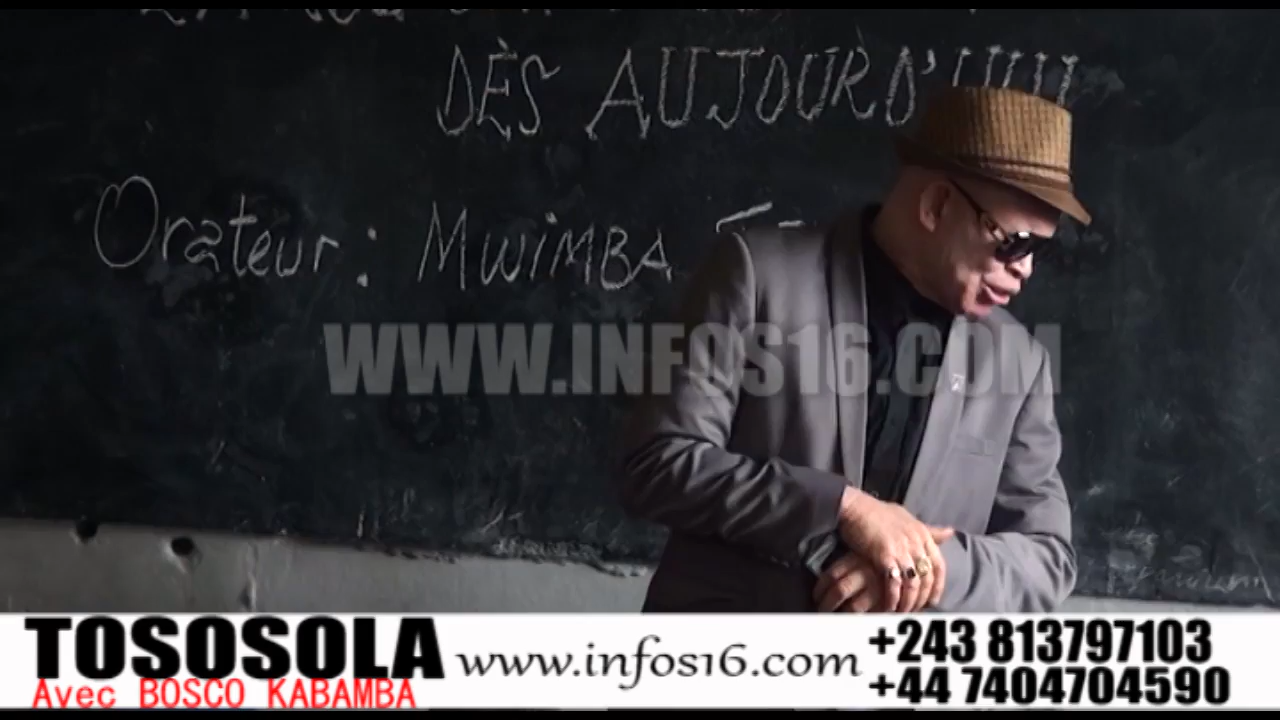 DÈS AUJOURD'HUI
Orateur : MWIMBA
WWW.INFOS16.COM
TOSOSOLA
Avec BOSCO KABAMBA
www.infos16.com
+243 813797103
+44 7404704590